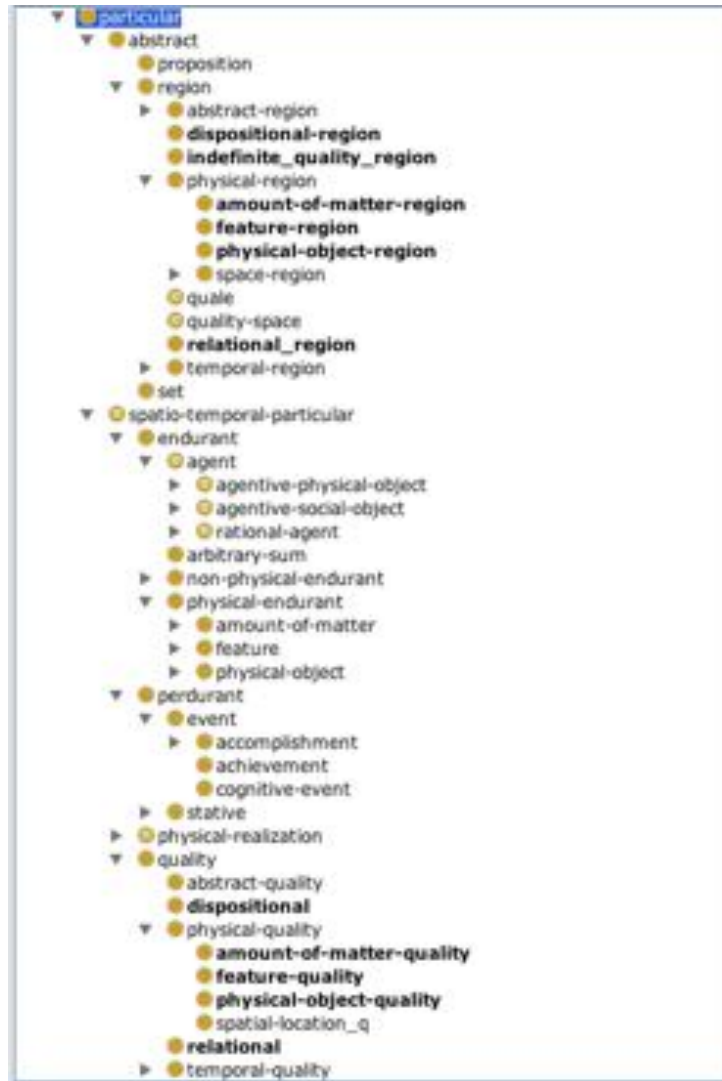 particular
abstract
proposition
region
abstract-region
dispositional-region
indefinite_quality_region
physical-region
amount-of-matter-region
feature-region
physical-object-region
space-region
quale
quality-space
relational_region
temporal-region
set
spatio-temporal-particular
endurant
agent
agentive-physical-object
agentive-social-object
rational-agent
arbitrary-sum
non-physical-endurant
physical-endurant
amount-of-matter
feature
physical-object
perdurant
event
accomplishment
achievement
cognitive-event
stative
physical-realization
quality
abstract-quality
dispositional
physical-quality
amount-of-matter-quality
feature-quality
physical-object-quality
spatial-location_q
relational
temporal-quality